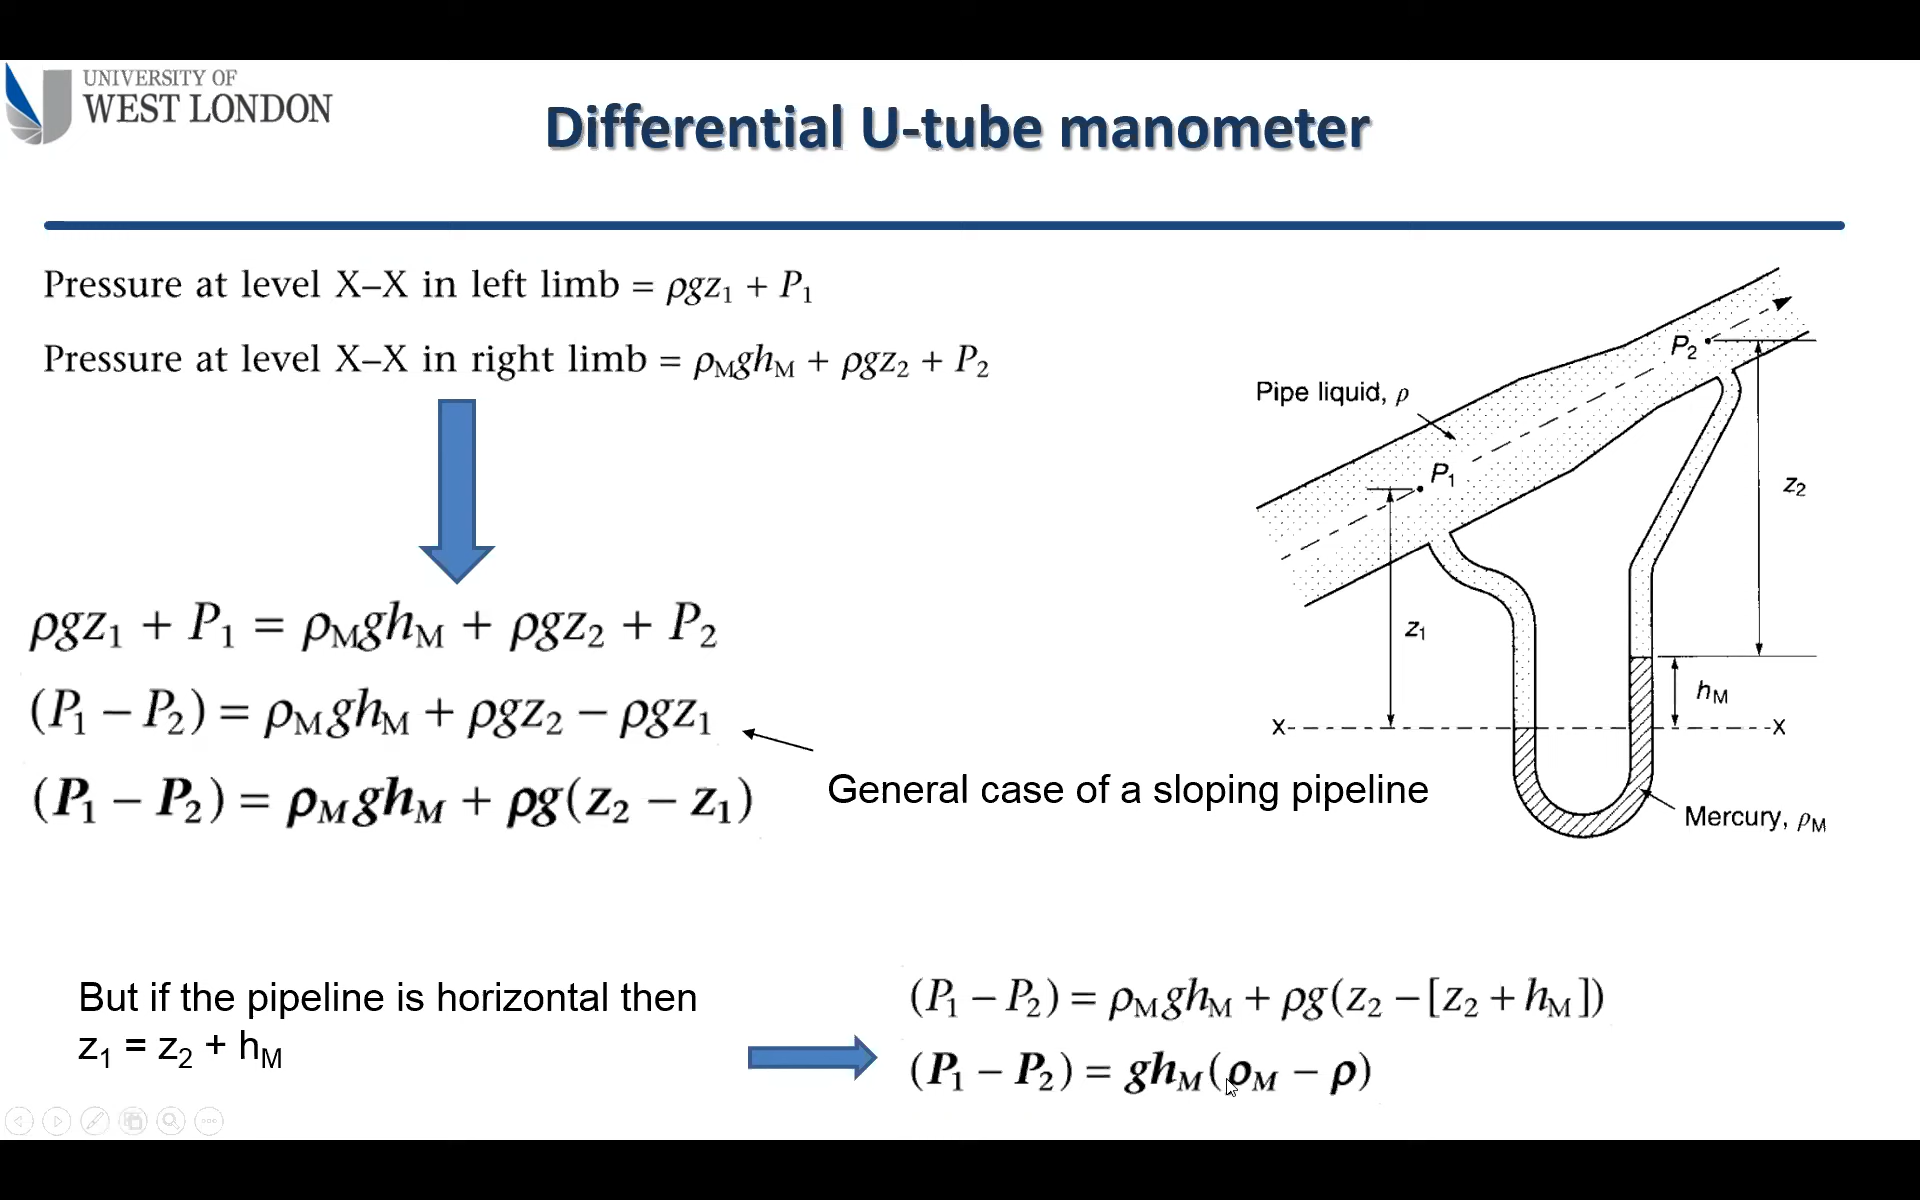 UNIVERSITY OF
WEST LONDON
Differential U-tube manometer
Pressure at level X–X in left limb = ρgz₁ + P₁
Pressure at level X–X in right limb = ρ_Mgh_M + ρgz₂ + P₂
ρgz₁ + P₁ = ρ_Mgh_M + ρgz₂ + P₂
(P₁ − P₂) = ρ_Mgh_M + ρgz₂ − ρgz₁
(P₁ − P₂) = ρ_Mgh_M + ρg(z₂ − z₁)
General case of a sloping pipeline
P₂
Pipe liquid, ρ
P₁
z₂
z₁
h_M
X
X
Mercury, ρ_M
But if the pipeline is horizontal then
z₁ = z₂ + h_M
(P₁ − P₂) = ρ_Mgh_M + ρg(z₂ − [z₂ + h_M])
(P₁ − P₂) = gh_M(ρ_M − ρ)